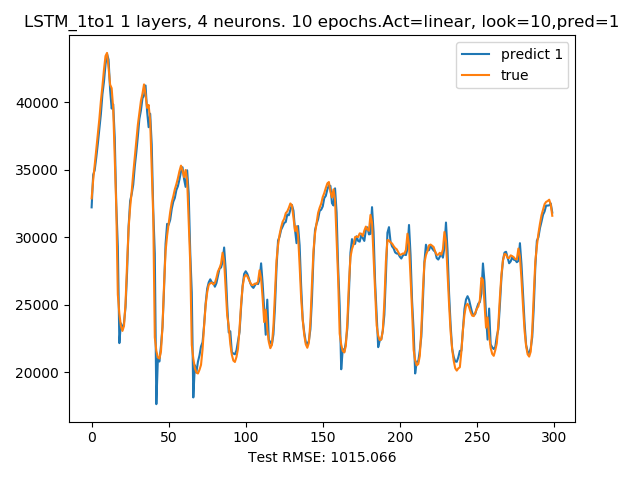 LSTM_1to1 1 layers, 4 neurons. 10 epochs.Act=linear, look=10,pred=1
predict 1
true
40000
35000
30000
25000
20000
0 50 100 150 200 250 300
Test RMSE: 1015.066